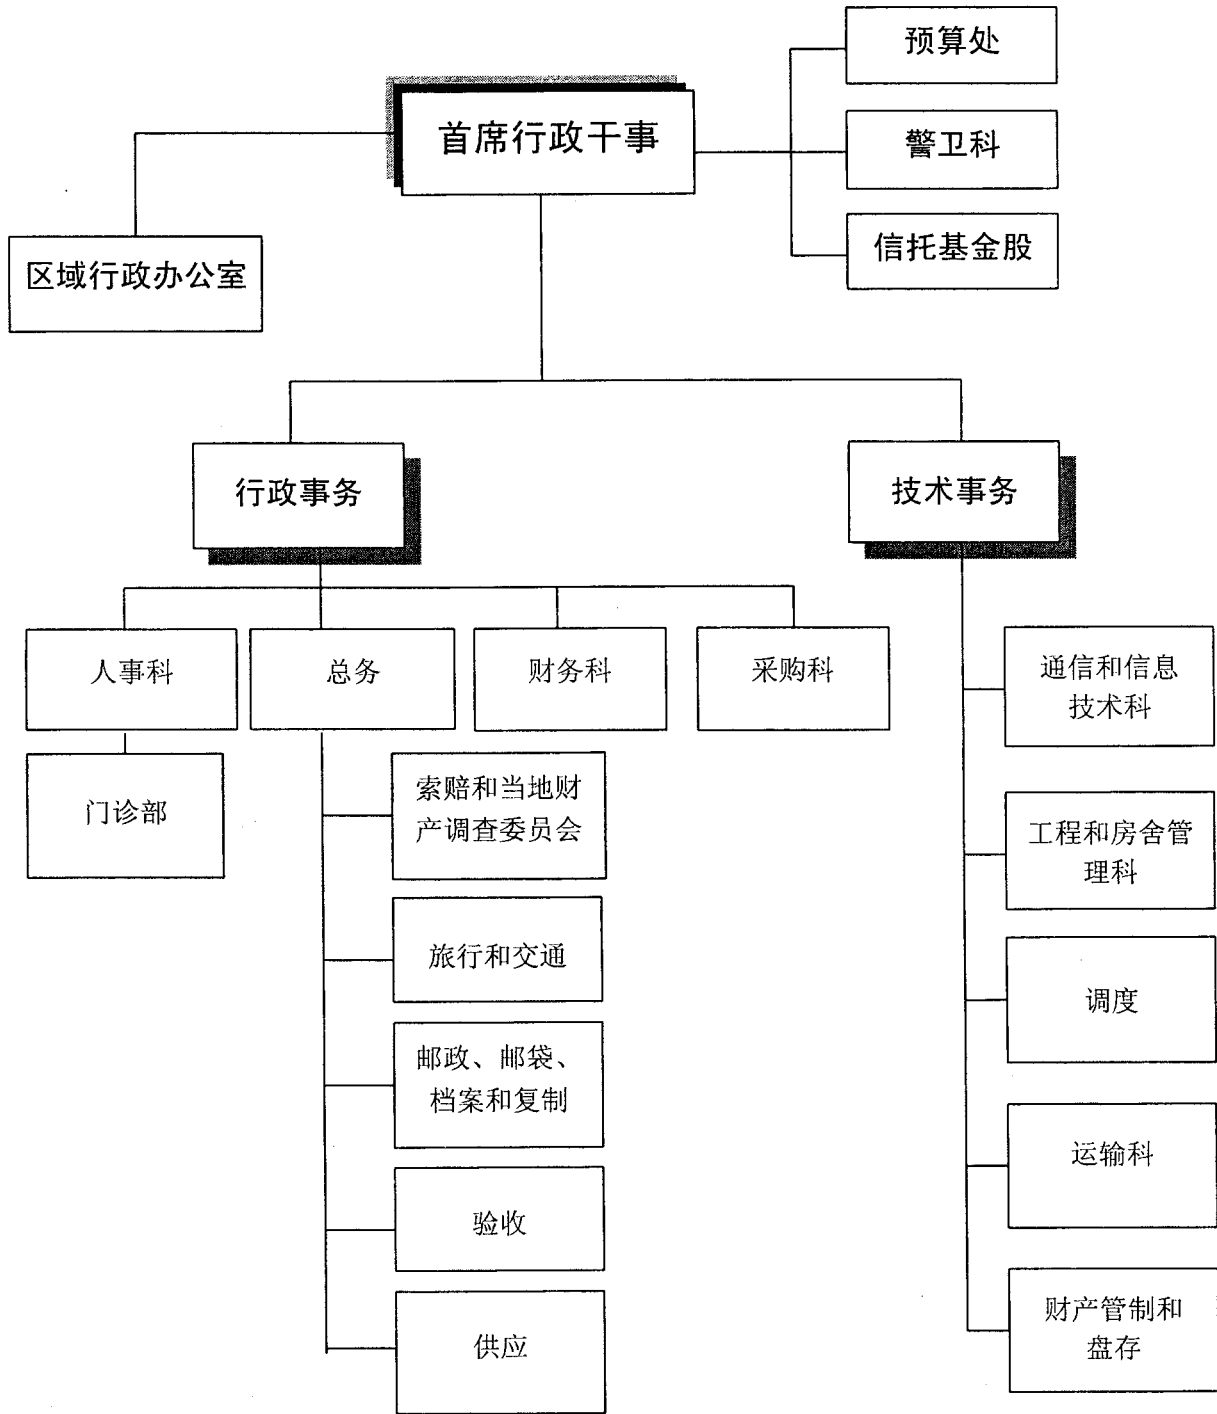 预算处
首席行政干事
警卫科
信托基金股
区域行政办公室
行政事务
技术事务
人事科
总务
财务科
采购科
通信和信息
技术科
门诊部
索赔和当地财
产调查委员会
工程和房舍管
理科
旅行和交通
调度
邮政、邮袋、
档案和复制
运输科
验收
财产管制和
盘存
供应